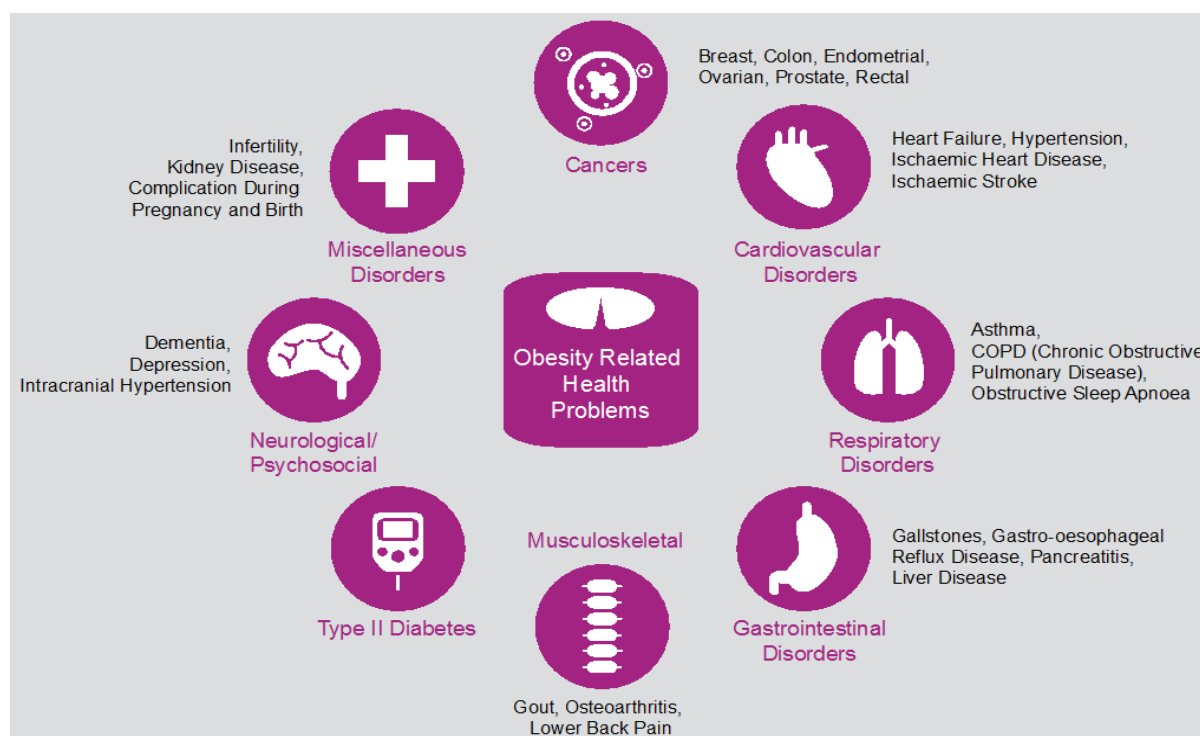 Breast, Colon, Endometrial,
Ovarian, Prostate, Rectal
Cancers
Heart Failure, Hypertension,
Ischaemic Heart Disease,
Ischaemic Stroke
Cardiovascular
Disorders
Asthma,
COPD (Chronic Obstructive
Pulmonary Disease),
Obstructive Sleep Apnoea
Respiratory
Disorders
Gallstones, Gastro-oesophageal
Reflux Disease, Pancreatitis,
Liver Disease
Gastrointestinal
Disorders
Musculoskeletal
Gout, Osteoarthritis,
Lower Back Pain
Type II Diabetes
Dementia,
Depression,
Intracranial Hypertension
Neurological/
Psychosocial
Infertility,
Kidney Disease,
Complication During
Pregnancy and Birth
Miscellaneous
Disorders
Obesity Related
Health
Problems